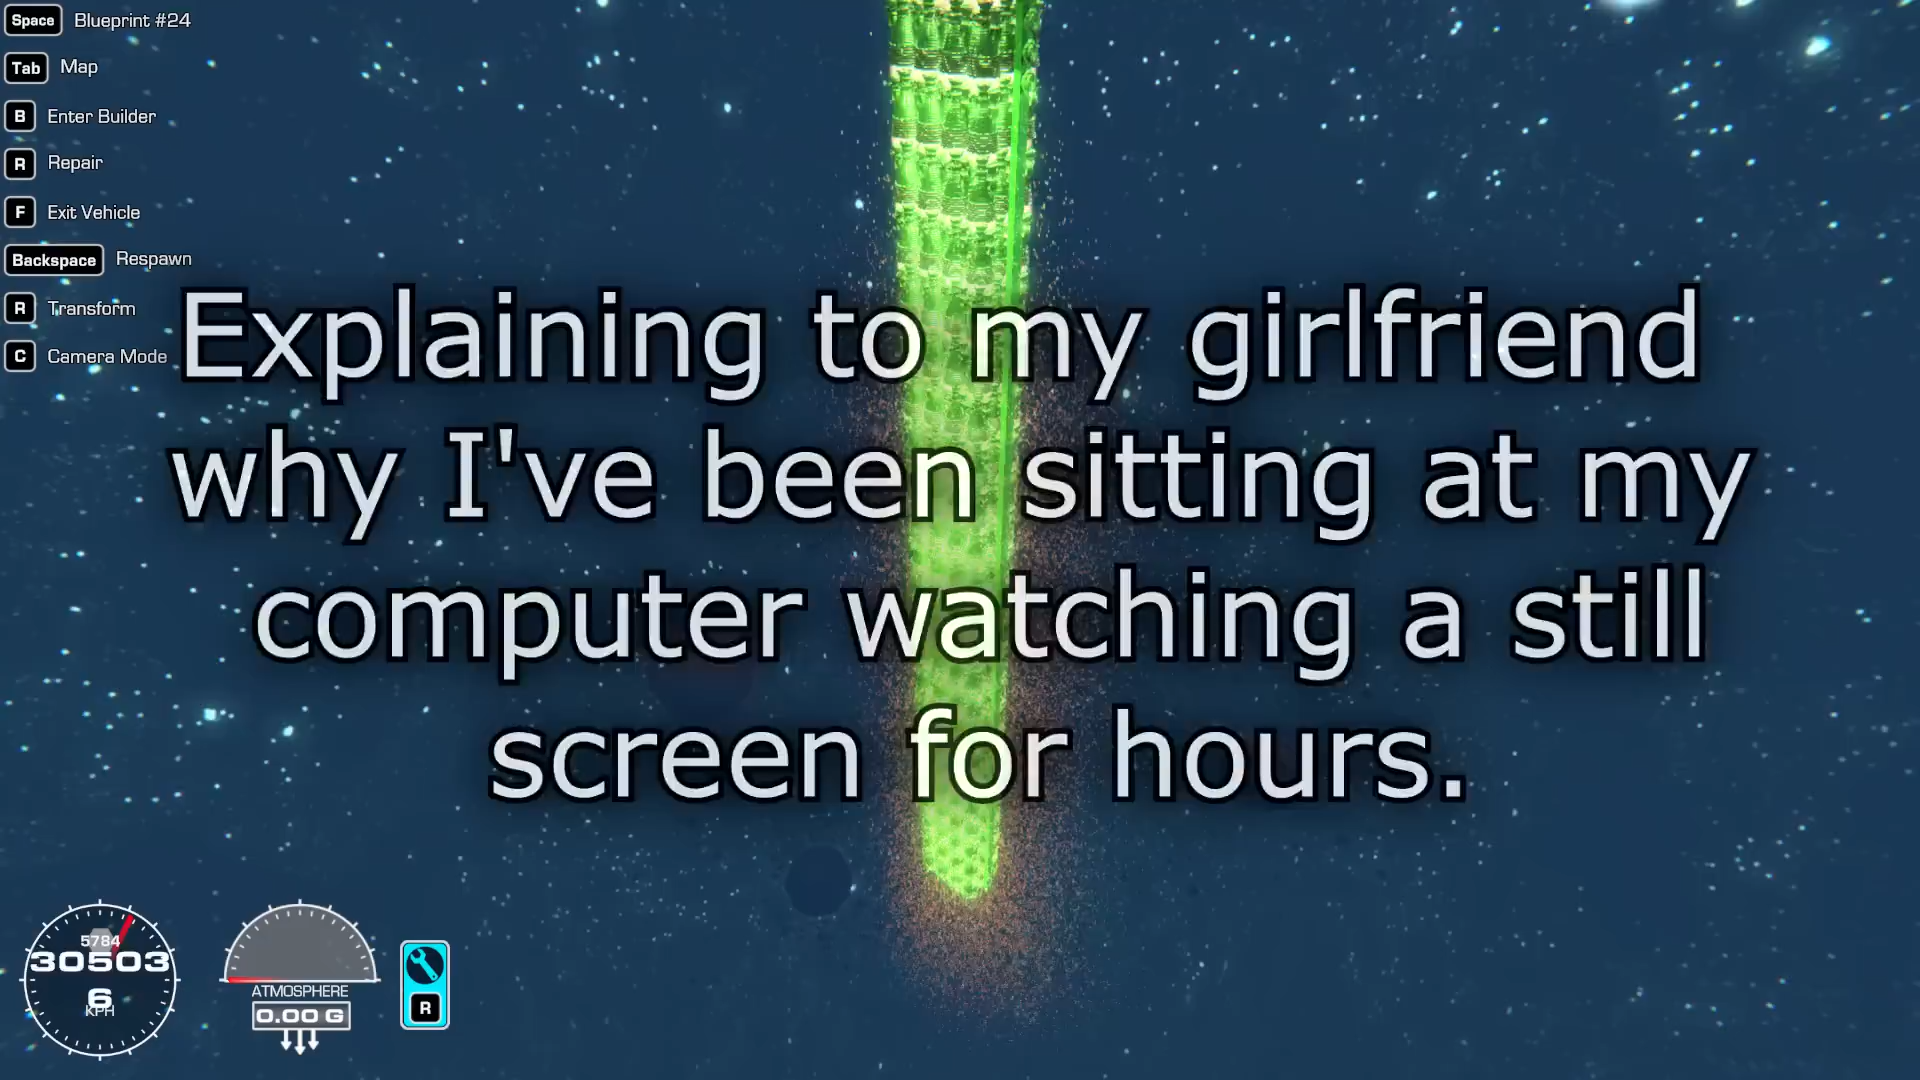 Space Blueprint #24
Tab Map
B Enter Builder
R Repair
F Exit Vehicle
Backspace Respawn
R Transform
C Camera Mode
Explaining to my girlfriend
why I've been sitting at my
computer watching a still
screen for hours.
5784
30503
6
KPH
ATMOSPHERE
0.00 G
R